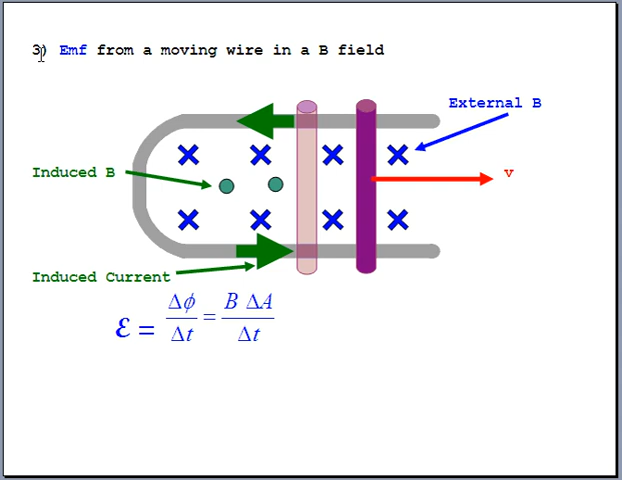 3) Emf from a moving wire in a B field
External B
v
Induced B
Induced Current
ℰ = Δϕ/Δt = B ΔA/Δt